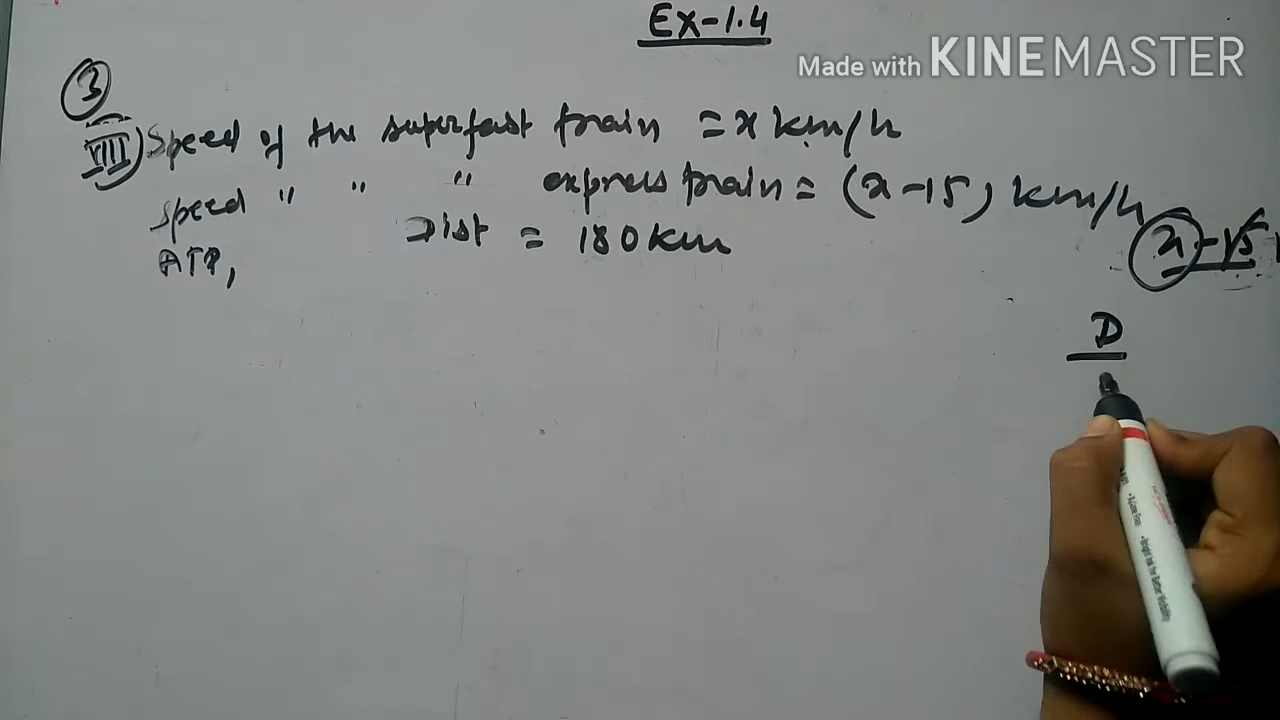 Ex-1.4
Made with KINEMASTER
3
VIII) Speed of the superfast train = x km/h
Speed " " " express train = (x-15) km/h
Dist = 180 km
x-15
ATP,
D